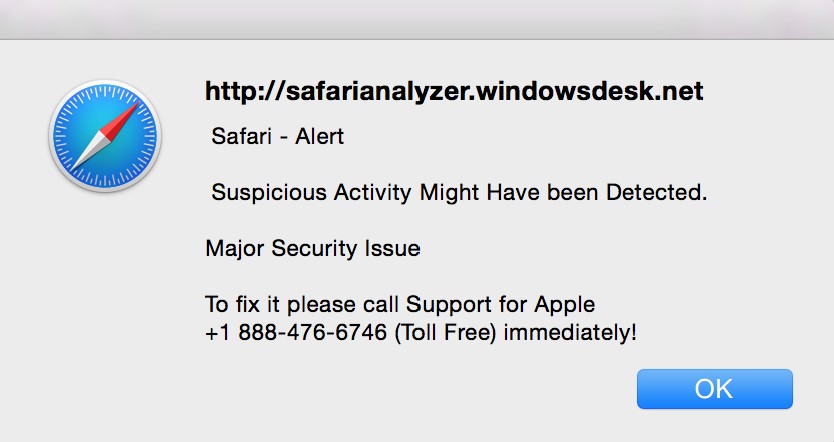 http://safarianalyzer.windowsdesk.net
Safari - Alert
Suspicious Activity Might Have been Detected.
Major Security Issue
To fix it please call Support for Apple
+1 888-476-6746 (Toll Free) immediately!
OK